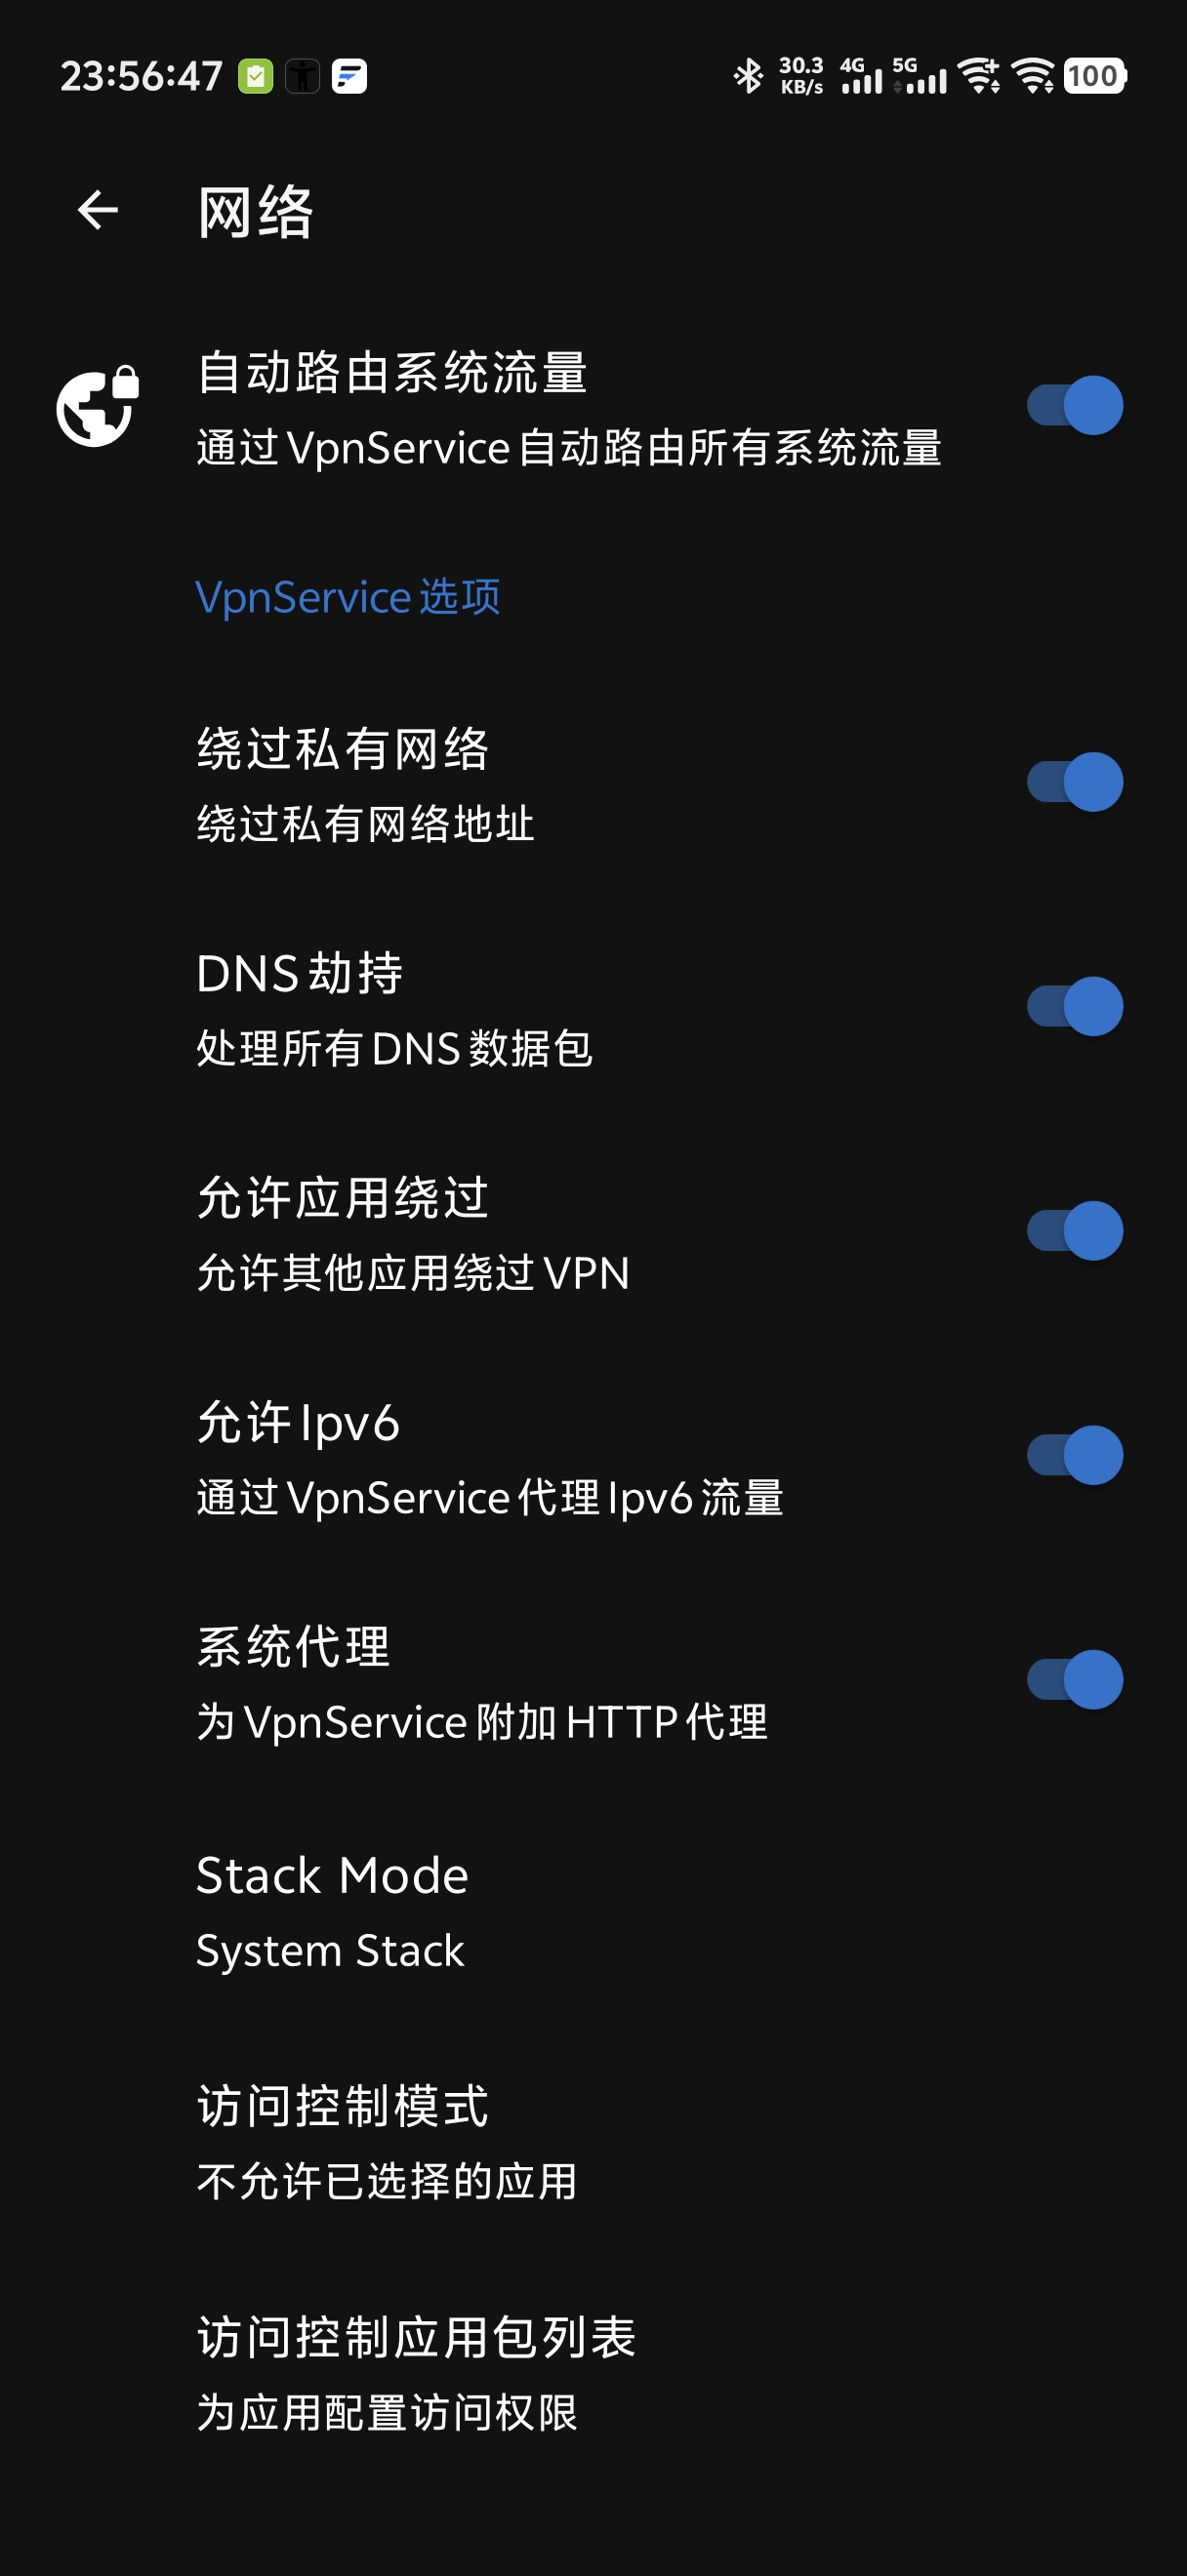 23:56:47
30.3 KB/s 4G 5G 100
网络
自动路由系统流量
通过 VpnService 自动路由所有系统流量
VpnService 选项
绕过私有网络
绕过私有网络地址
DNS 劫持
处理所有 DNS 数据包
允许应用绕过
允许其他应用绕过 VPN
允许 Ipv6
通过 VpnService 代理 Ipv6 流量
系统代理
为 VpnService 附加 HTTP 代理
Stack Mode
System Stack
访问控制模式
不允许已选择的应用
访问控制应用包列表
为应用配置访问权限